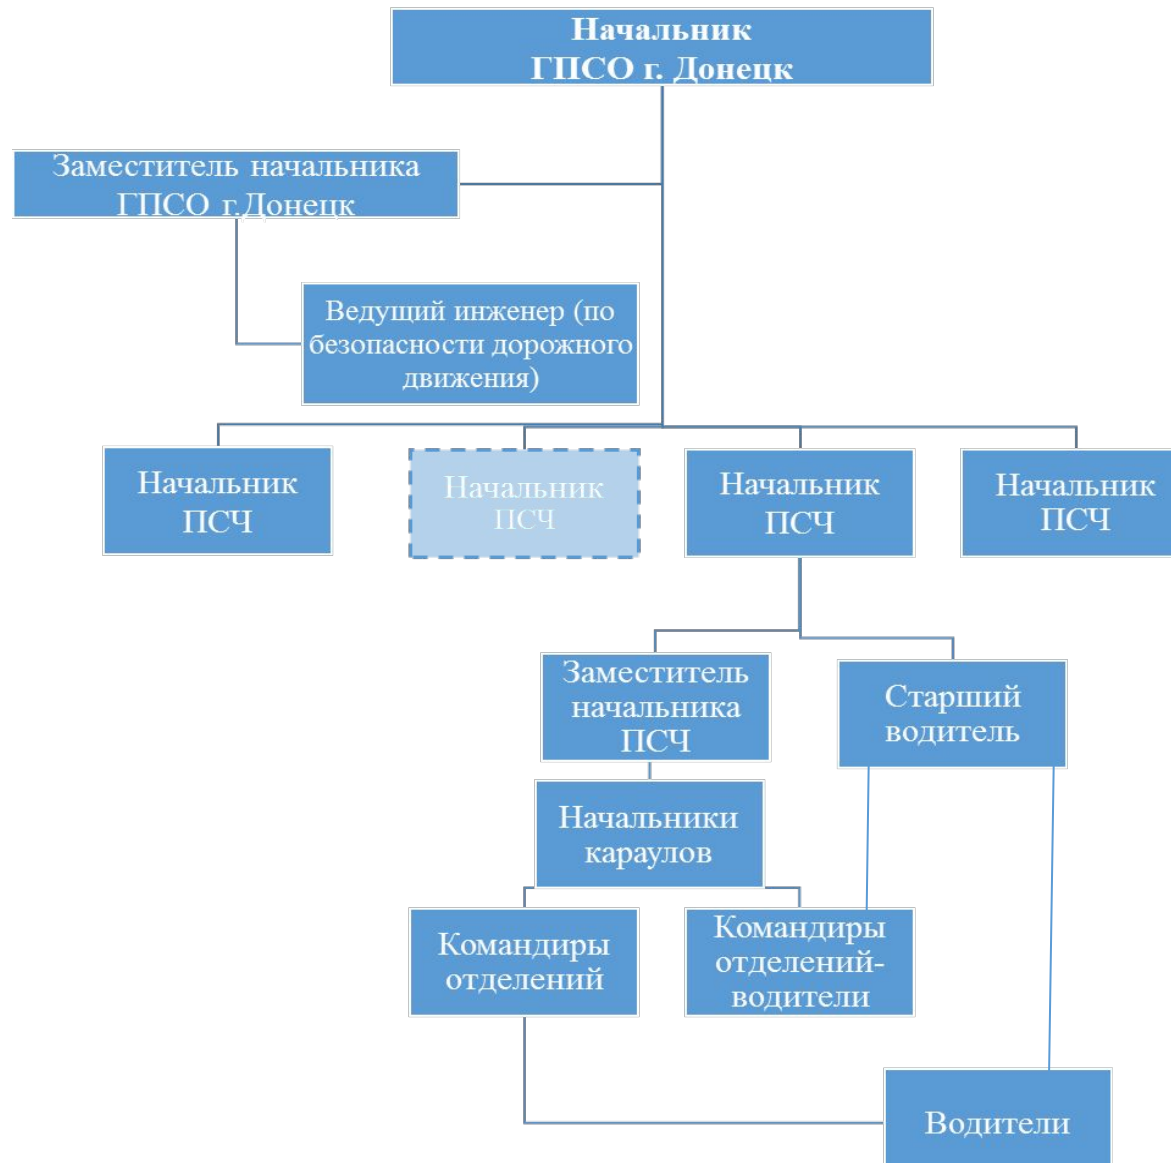 Начальник
ГПСО г. Донецк
Заместитель начальника
ГПСО г.Донецк
Ведущий инженер (по
безопасности дорожного
движения)
Начальник
ПСЧ
Начальник
ПСЧ
Начальник
ПСЧ
Начальник
ПСЧ
Заместитель
начальника
ПСЧ
Старший
водитель
Начальники
караулов
Командиры
отделений
Командиры
отделений-
водители
Водители